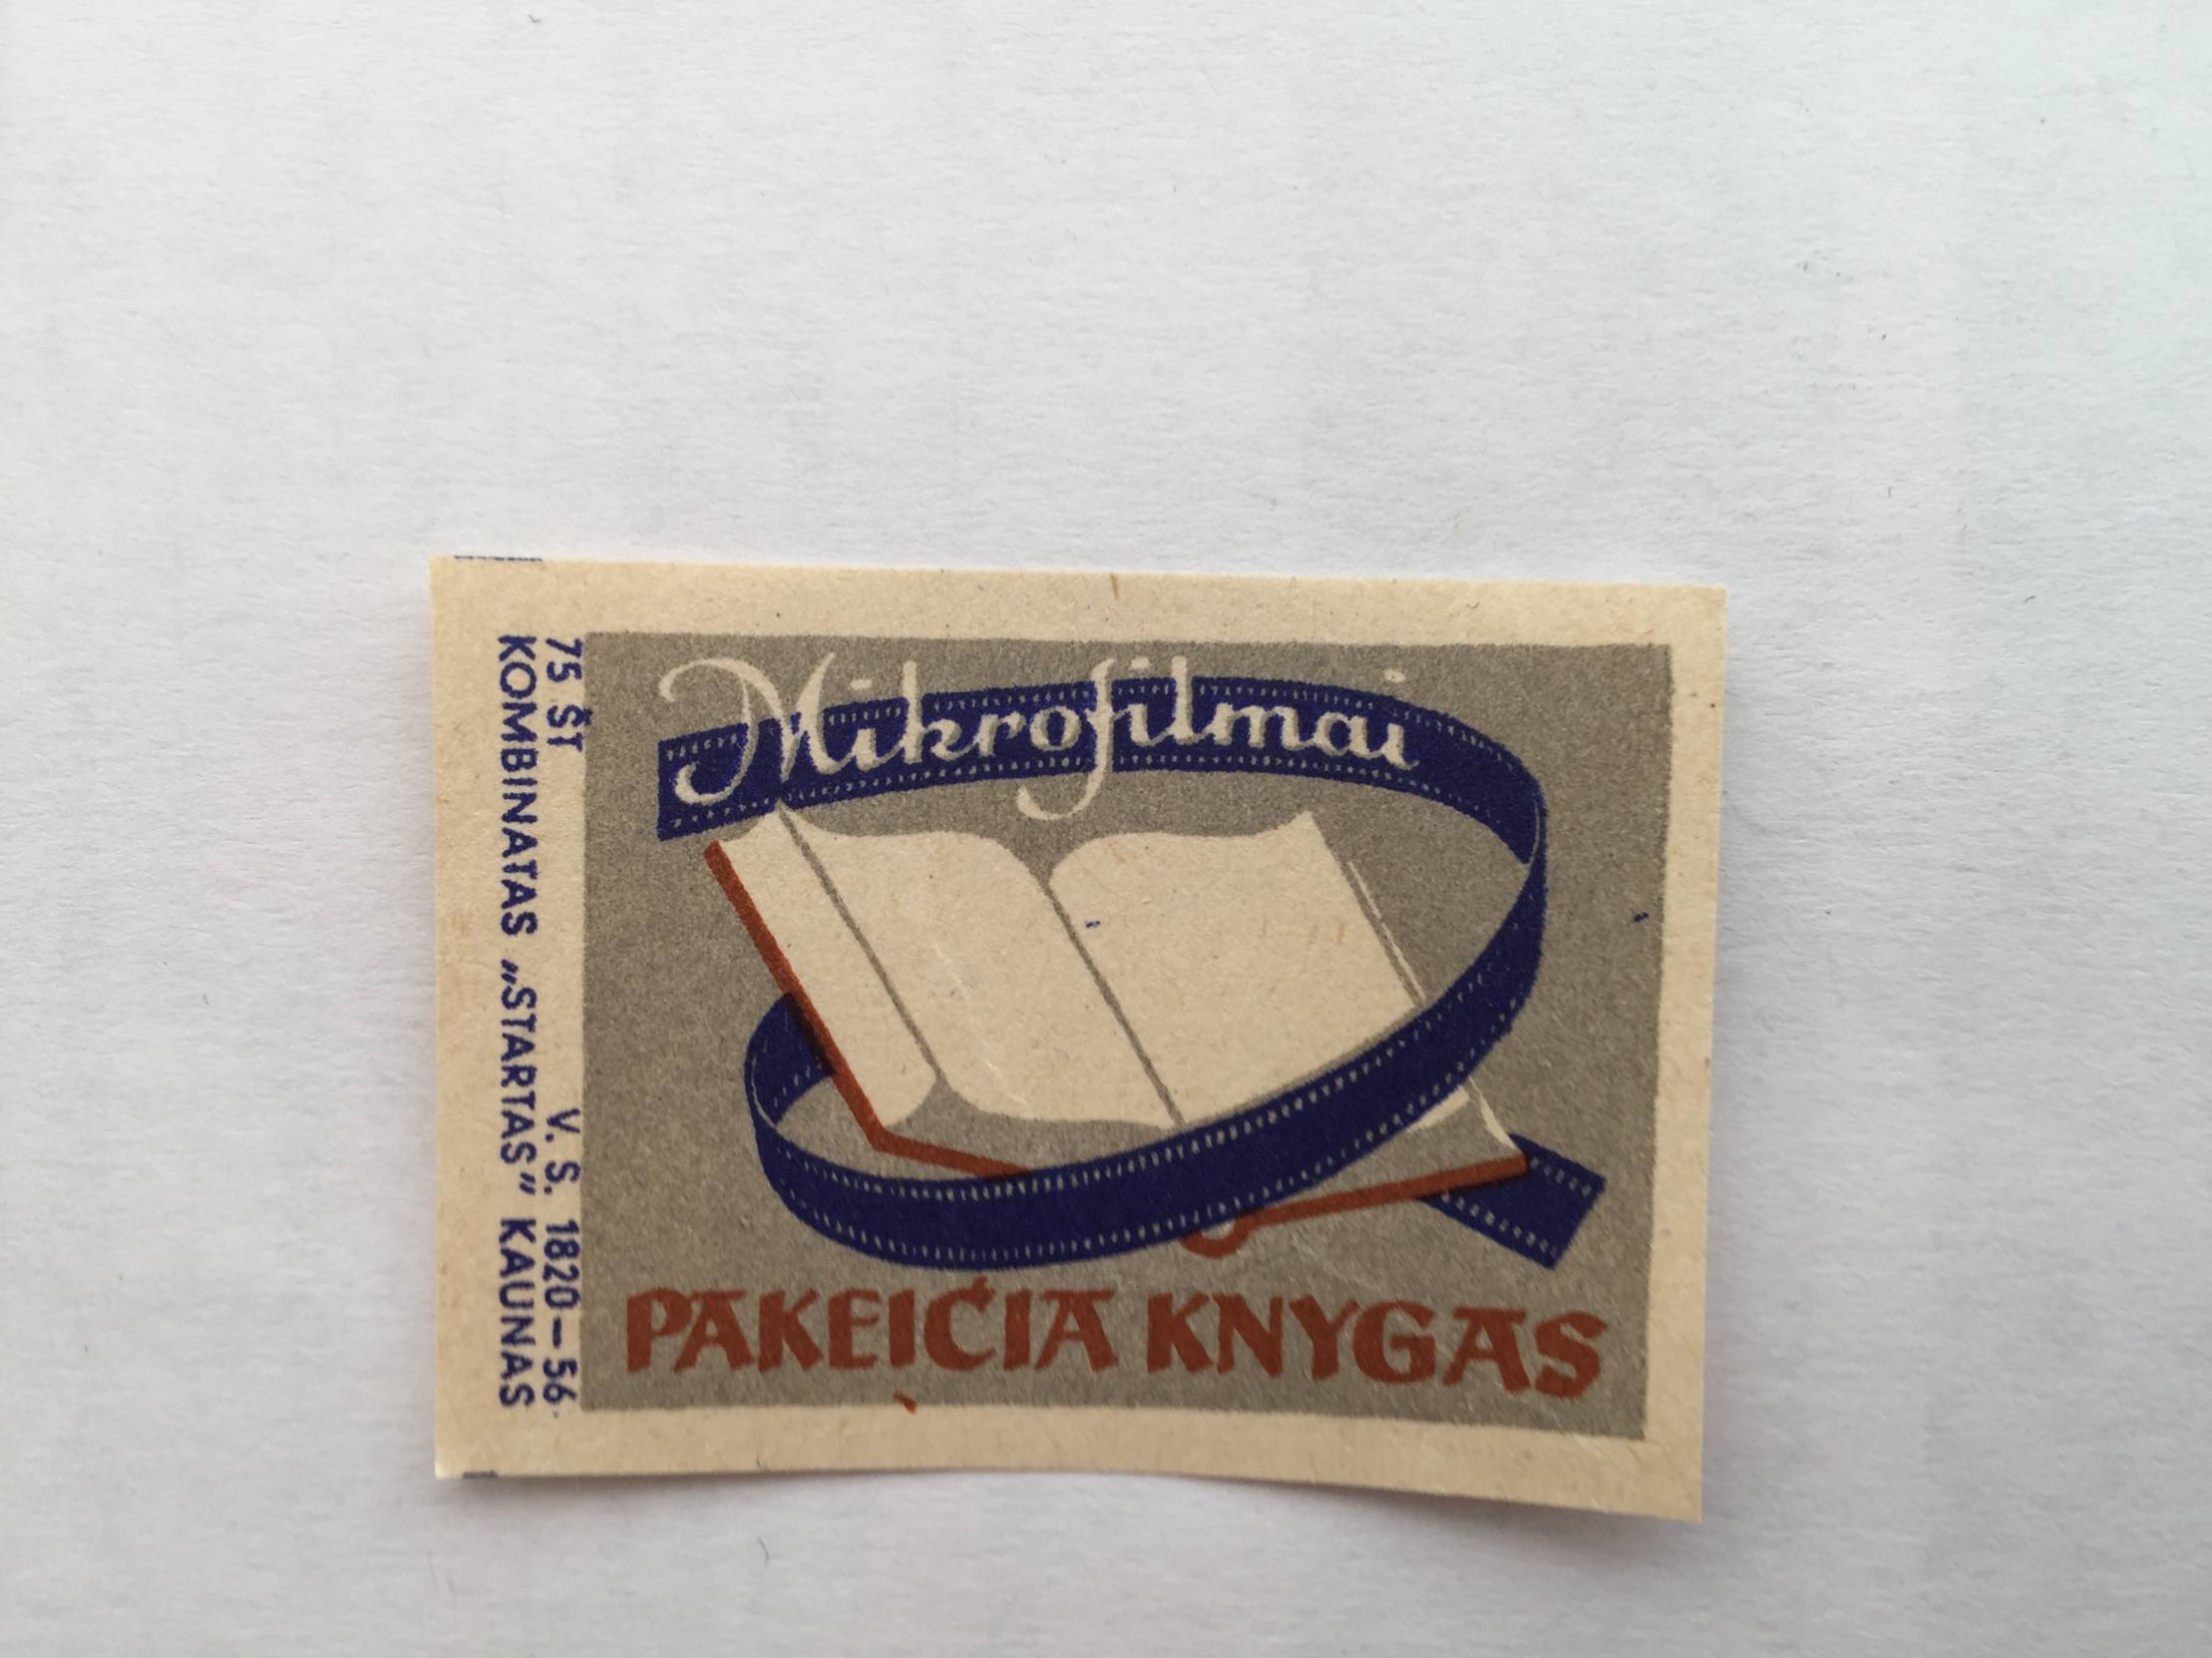 Mikrofilmai
PAKEIČIA KNYGAS
75 ŠT V. S. 1820—56.
KOMBINATAS „STARTAS“ KAUNAS